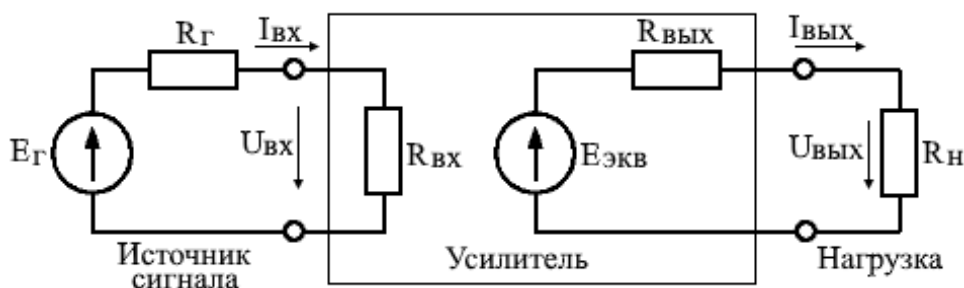 Rг
Iвх
Rвых
Iвых
Eг
Uвх
Rвх
Eэкв
Uвых
Rн
Источник
сигнала
Усилитель
Нагрузка